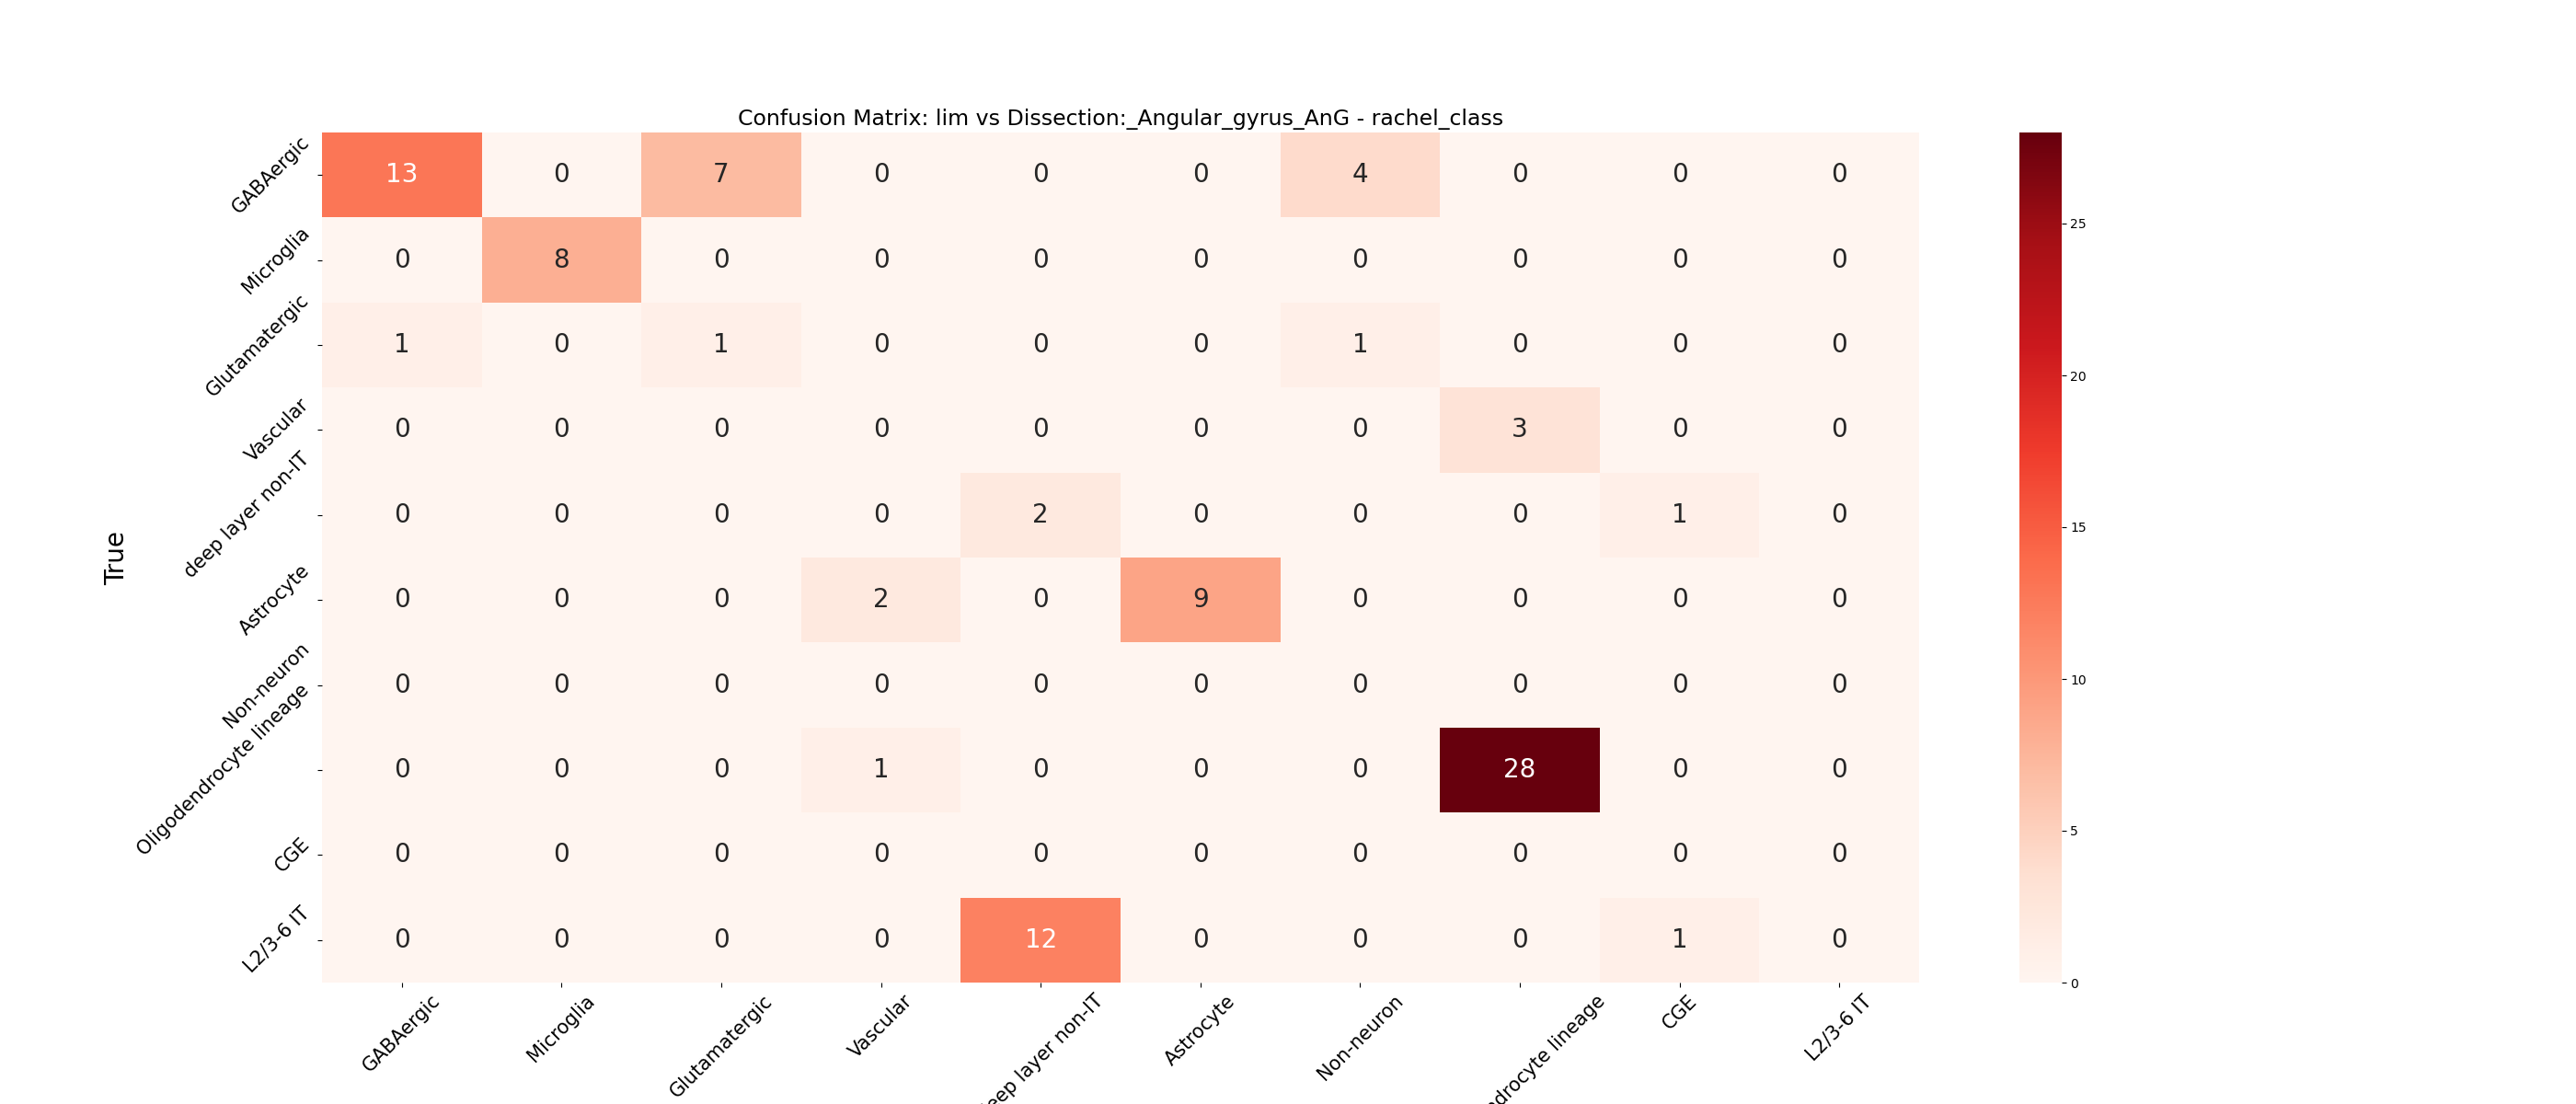 Confusion Matrix: lim vs Dissection:_Angular_gyrus_AnG - rachel_class
True
GABAergic 13 0 7 0 0 0 4 0 0 0
Microglia 0 8 0 0 0 0 0 0 0 0
Glutamatergic 1 0 1 0 0 0 1 0 0 0
Vascular 0 0 0 0 0 0 0 3 0 0
deep layer non-IT 0 0 0 0 2 0 0 0 1 0
Astrocyte 0 0 0 2 0 9 0 0 0 0
Non-neuron 0 0 0 0 0 0 0 0 0 0
Oligodendrocyte lineage 0 0 0 1 0 0 0 28 0 0
CGE 0 0 0 0 0 0 0 0 0 0
L2/3-6 IT 0 0 0 0 12 0 0 0 1 0
GABAergic
Microglia
Glutamatergic
Vascular
eep layer non-IT
Astrocyte
Non-neuron
ndrocyte lineage
CGE
L2/3-6 IT
25
20
15
10
5
0